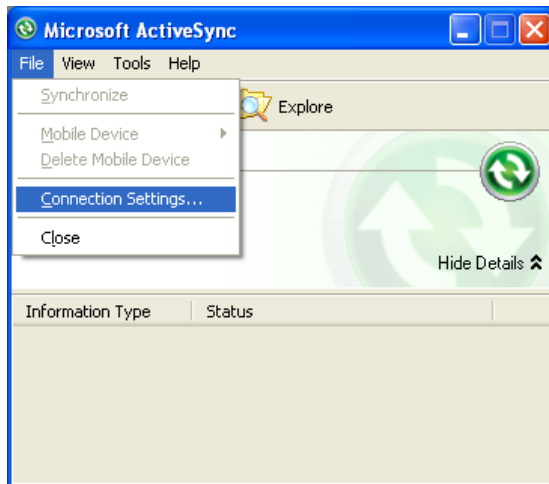 Microsoft ActiveSync
File View Tools Help
Synchronize
Explore
Mobile Device
Delete Mobile Device
Connection Settings...
Close
Hide Details
Information Type Status